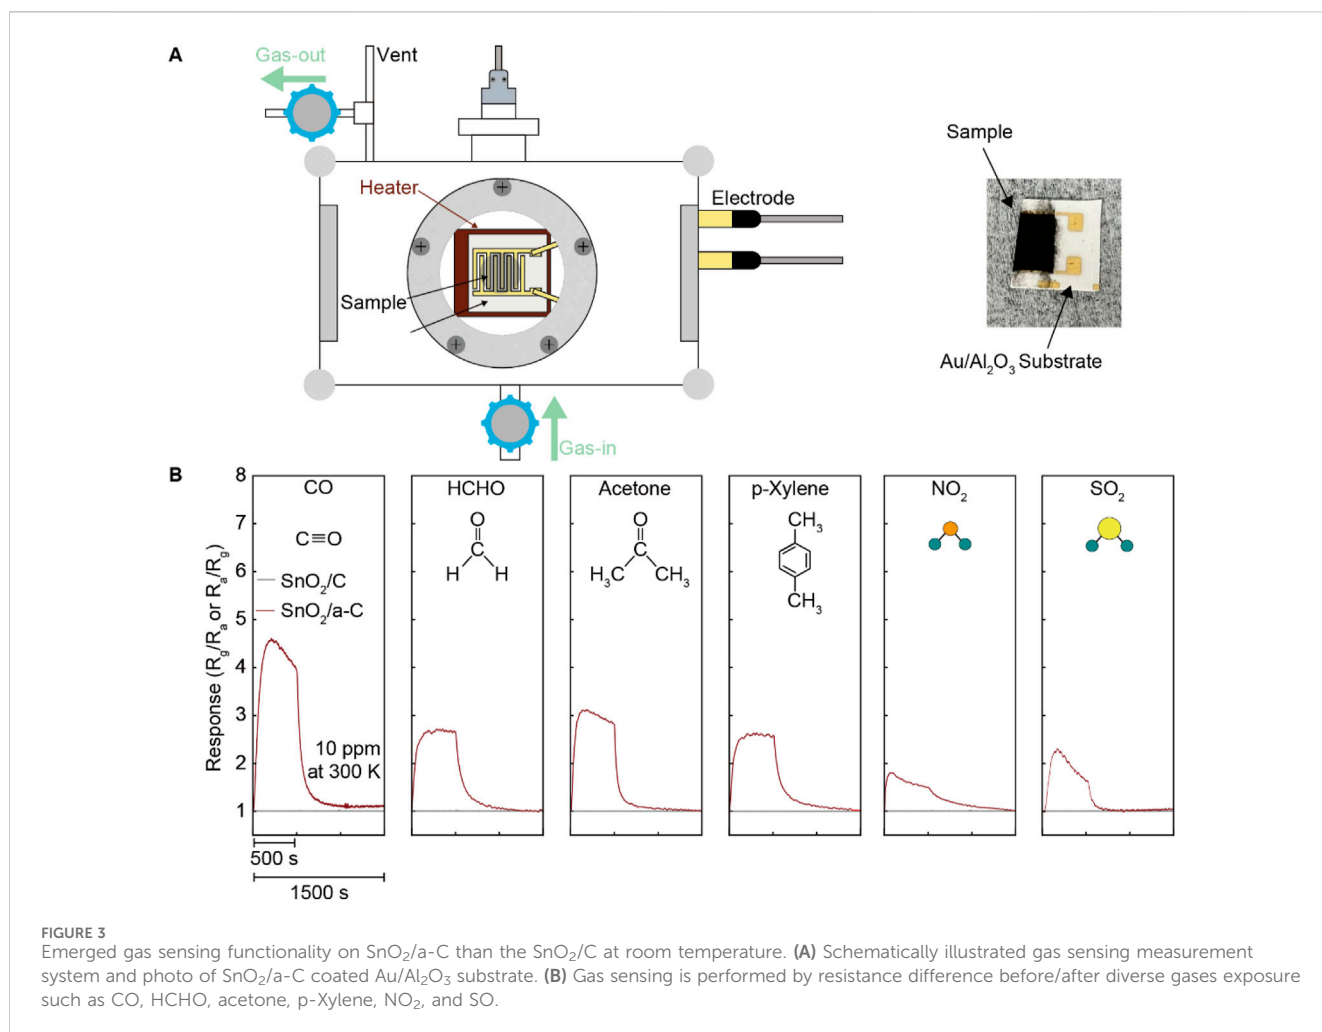 A
Gas-out
Vent
Heater
Electrode
Sample
Gas-in
Sample
Au/Al₂O₃ Substrate
B
Response (R_g/R_a or R_a/R_g)
8
7
6
5
4
3
2
1
CO
C≡O
SnO₂/C
SnO₂/a-C
10 ppm
at 300 K
500 s
1500 s
HCHO
O
C
H H
Acetone
O
C
H₃C CH₃
p-Xylene
CH₃
CH₃
NO₂
SO₂
FIGURE 3
Emerged gas sensing functionality on SnO₂/a-C than the SnO₂/C at room temperature. (A) Schematically illustrated gas sensing measurement
system and photo of SnO₂/a-C coated Au/Al₂O₃ substrate. (B) Gas sensing is performed by resistance difference before/after diverse gases exposure
such as CO, HCHO, acetone, p-Xylene, NO₂, and SO.